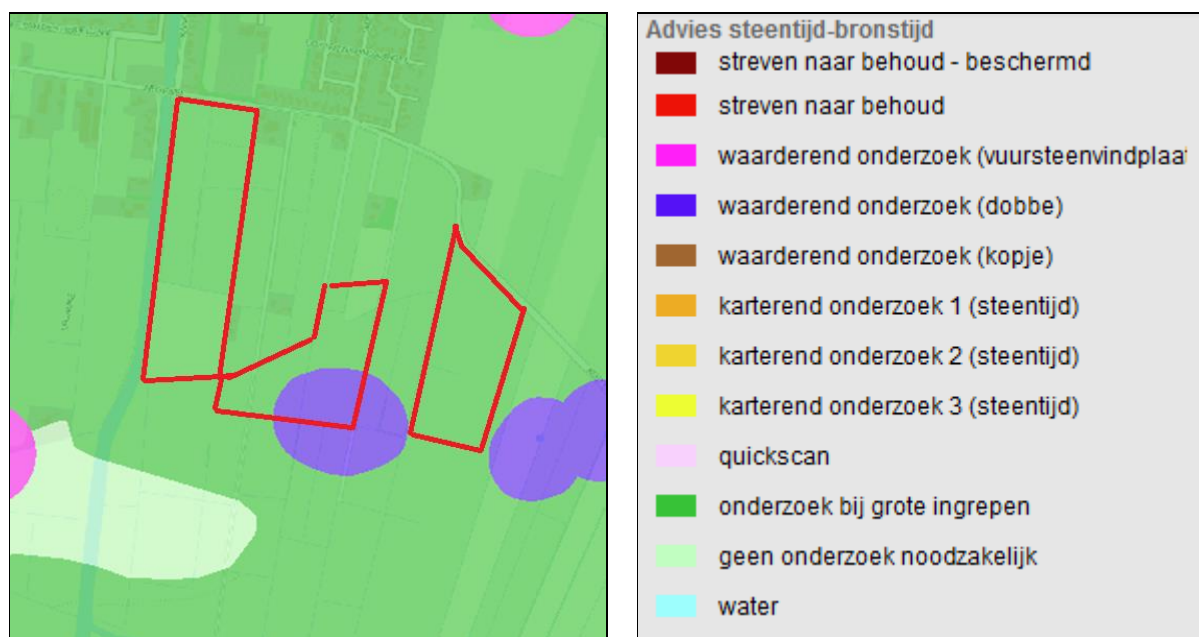 Advies steentijd-bronstijd
streven naar behoud - beschermd
streven naar behoud
waarderend onderzoek (vuursteenvindplaat
waarderend onderzoek (dobbe)
waarderend onderzoek (kopje)
karterend onderzoek 1 (steentijd)
karterend onderzoek 2 (steentijd)
karterend onderzoek 3 (steentijd)
quickscan
onderzoek bij grote ingrepen
geen onderzoek noodzakelijk
water